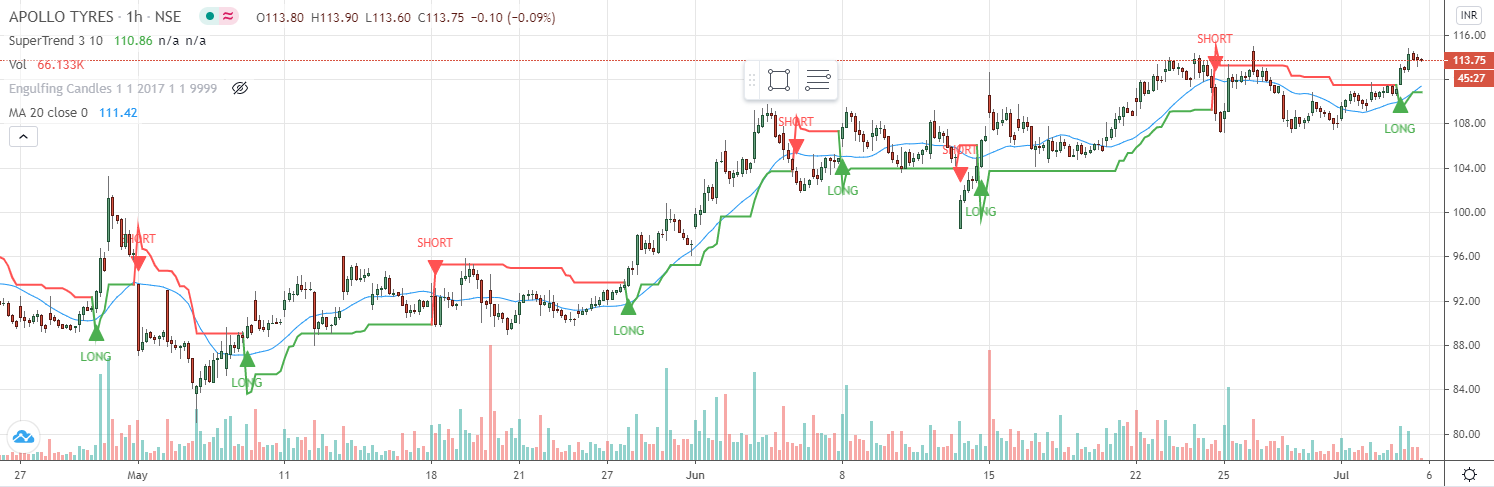 APOLLO TYRES · 1h · NSE O113.80 H113.90 L113.60 C113.75 −0.10 (−0.09%)
INR
SuperTrend 3 10 110.86 n/a n/a
Vol 66.133K
Engulfing Candles 1 1 2017 1 1 9999
MA 20 close 0 111.42
116.00
113.75
45:27
108.00
104.00
100.00
96.00
92.00
88.00
84.00
80.00
LONG
SHORT
LONG
SHORT
LONG
SHORT
LONG
SHORT
LONG
SHORT
LONG
27 May 11 18 21 27 Jun 8 15 22 25 Jul 6